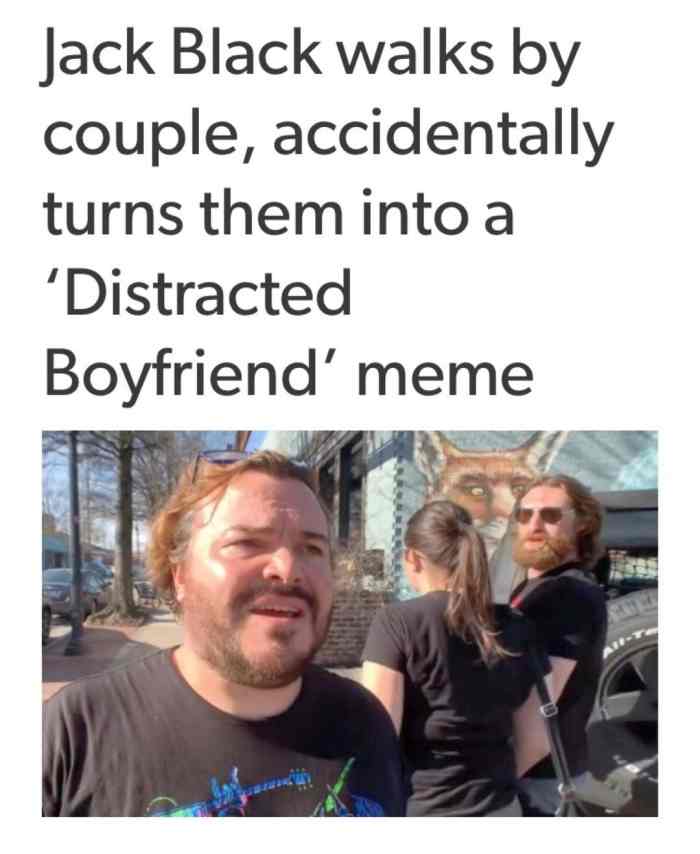 Jack Black walks by
couple, accidentally
turns them into a
‘Distracted
Boyfriend’ meme